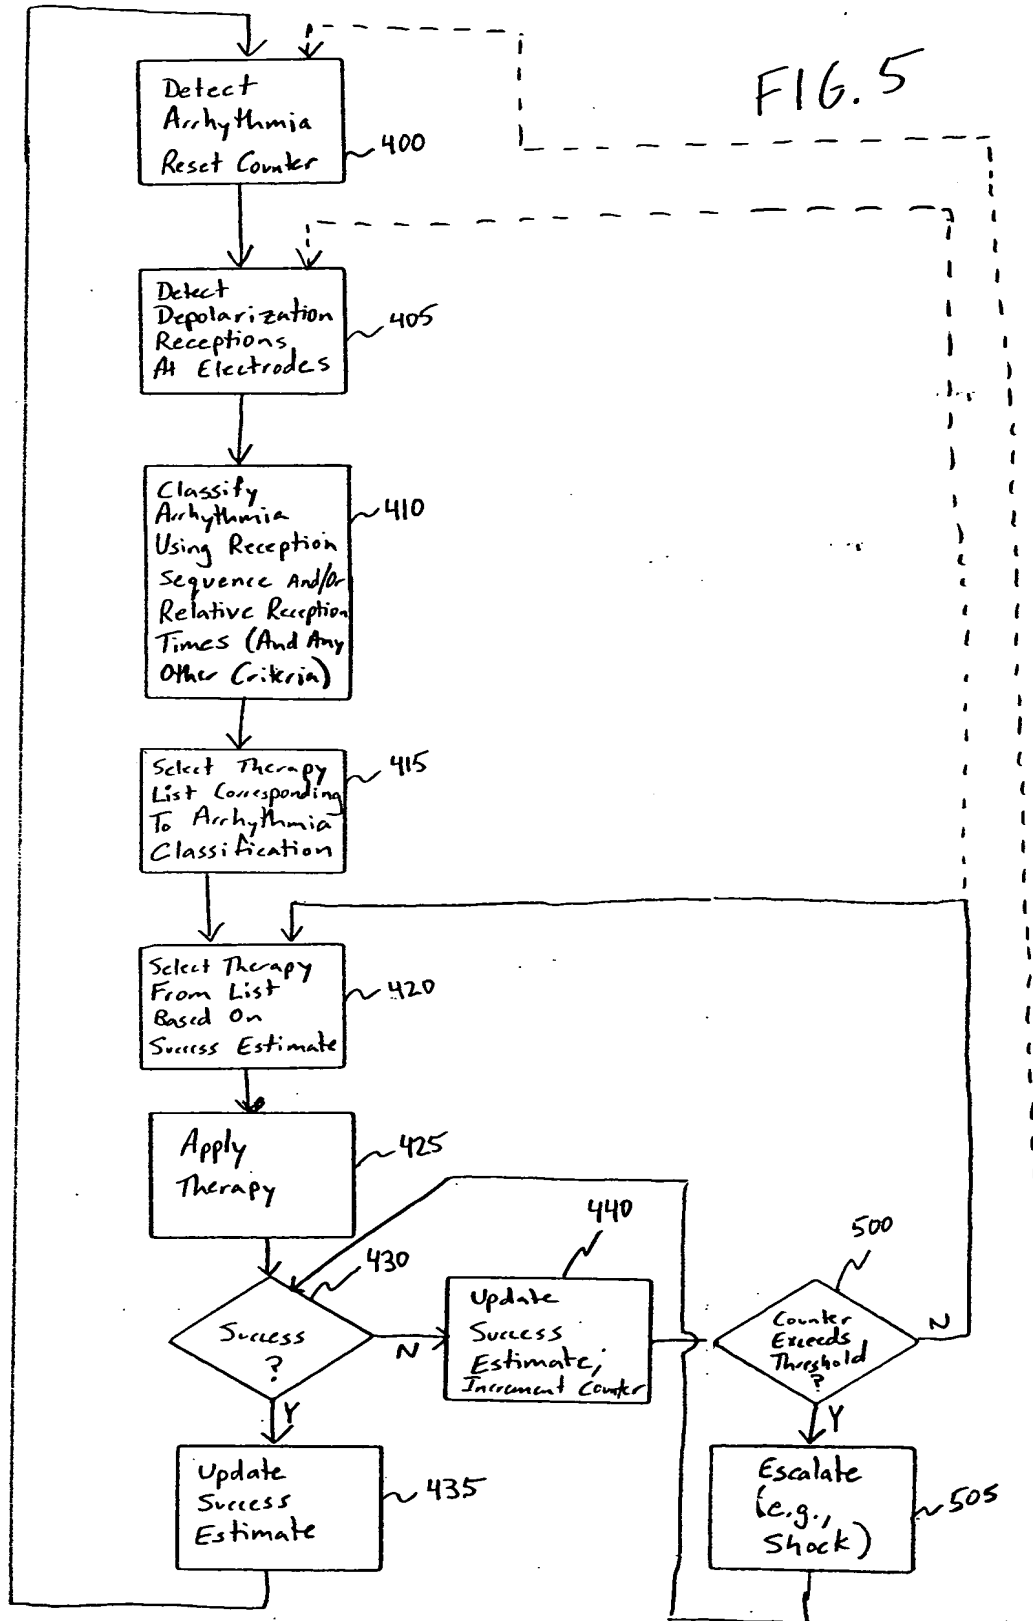 FIG. 5
Detect
Arrhythmia
Reset Counter
400
Detect
Depolarization
Receptions
At Electrodes
405
Classify
Arrhythmia
Using Reception
Sequence And/Or
Relative Reception
Times (And Any
Other Criteria)
410
Select Therapy
List Corresponding
To Arrhythmia
Classification
415
Select Therapy
From List
Based On
Success Estimate
420
Apply
Therapy
425
Success
?
430
N
Y
Update
Success
Estimate;
Increment Counter
440
Counter
Exceeds
Threshold
?
500
N
Y
Update
Success
Estimate
435
Escalate
(e.g.,
Shock)
505